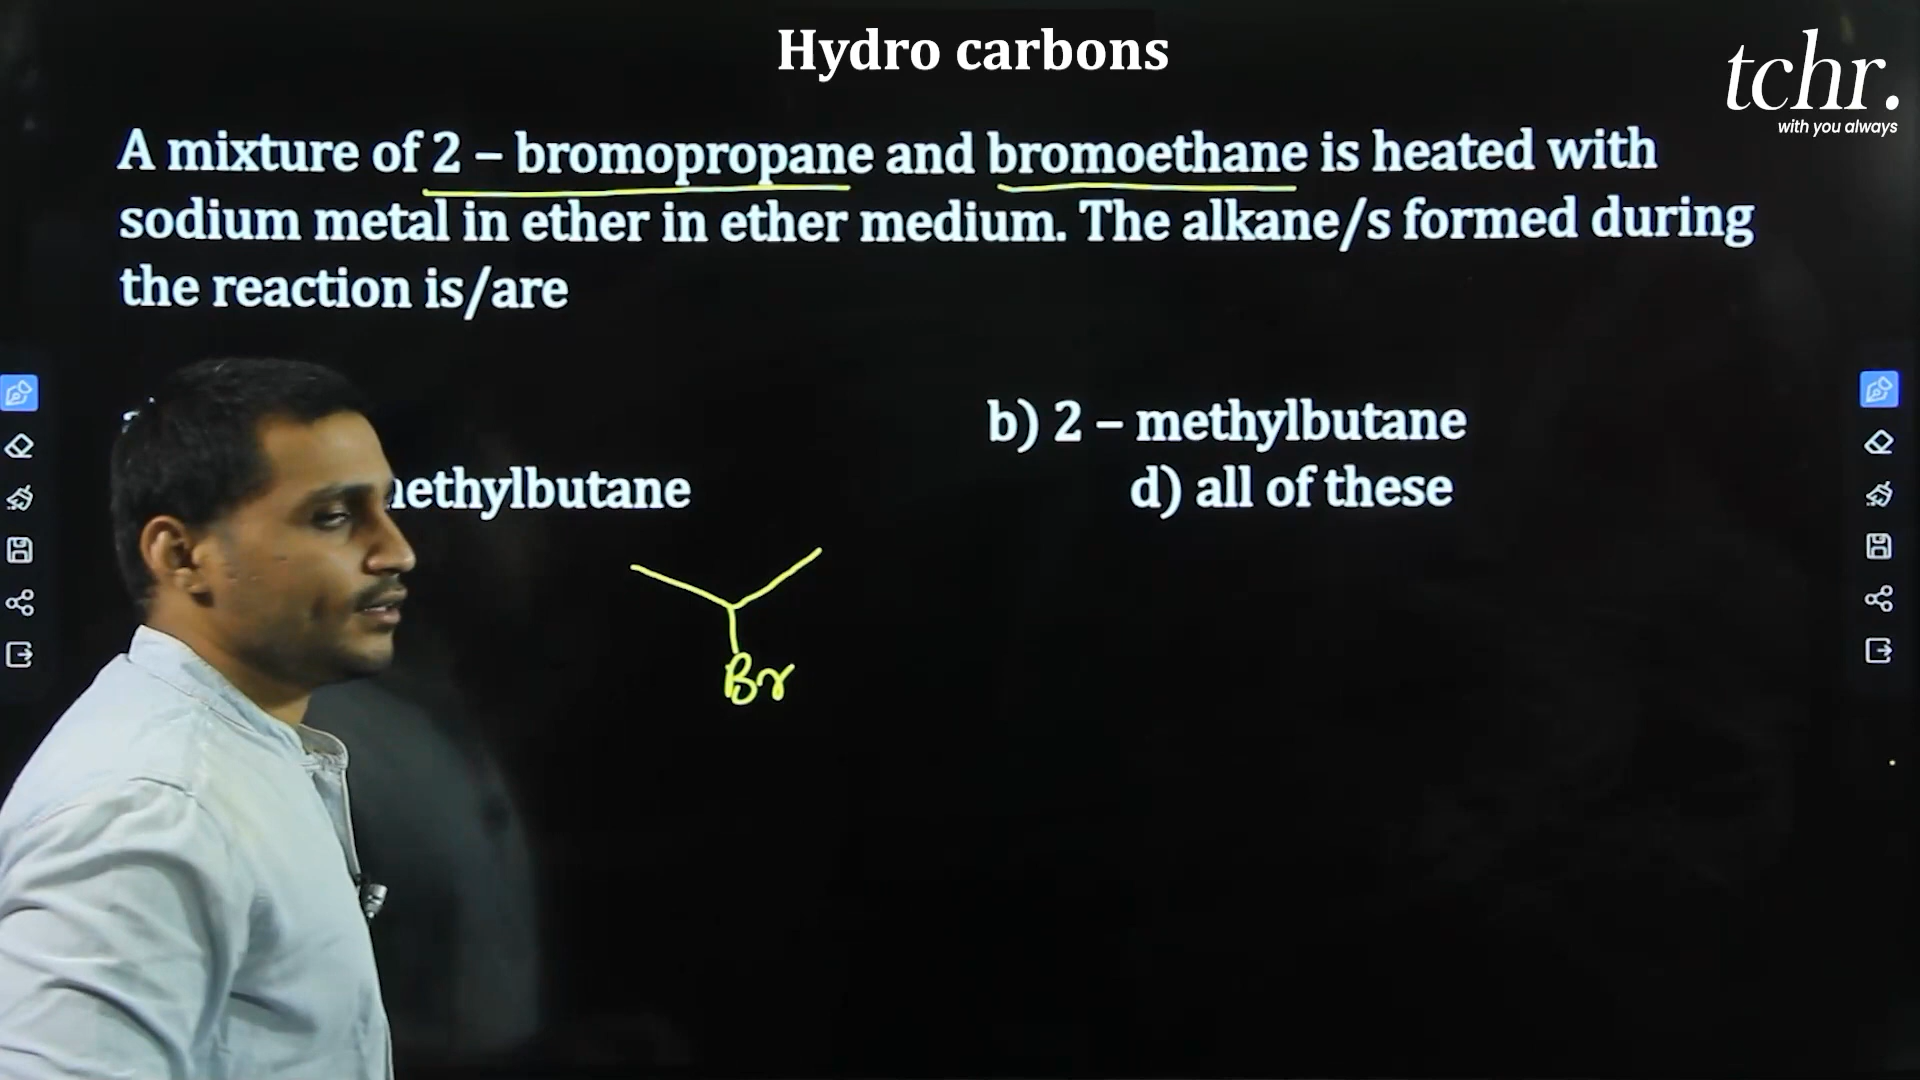 Hydro carbons
tchr.
with you always
A mixture of 2 – bromopropane and bromoethane is heated with
sodium metal in ether in ether medium. The alkane/s formed during
the reaction is/are
b) 2 – methylbutane
ethylbutane
d) all of these
Br